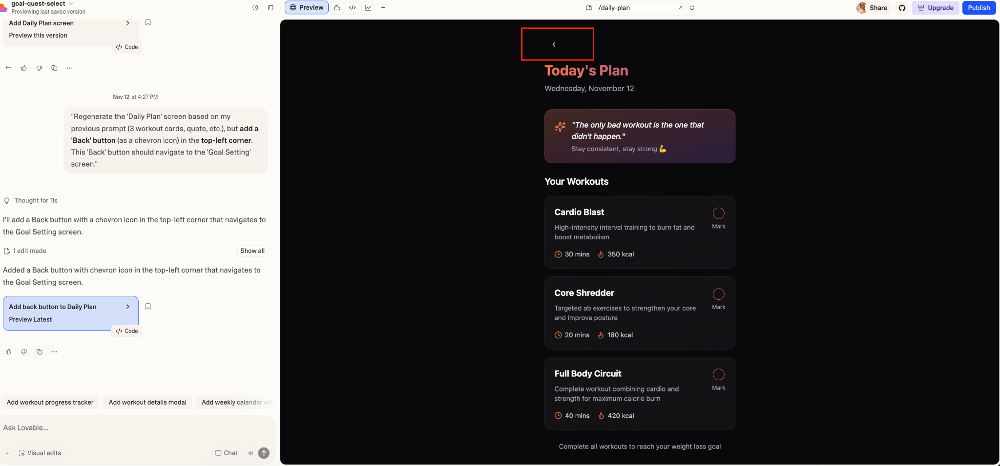 goal-quest-select
Previewing last saved version
Preview
/daily-plan
Share
Upgrade
Publish
Add Daily Plan screen
Preview this version
</> Code
Nov 12 at 4:27 PM
"Regenerate the 'Daily Plan' screen based on my
previous prompt (3 workout cards, quote, etc.), but add a
'Back' button (as a chevron icon) in the top-left corner.
This 'Back' button should navigate to the 'Goal Setting'
screen."
Thought for 11s
I'll add a Back button with a chevron icon in the top-left corner that navigates to
the Goal Setting screen.
1 edit made
Show all
Added a Back button with chevron icon in the top-left corner that navigates to
the Goal Setting screen.
Add back button to Daily Plan
Preview Latest
</> Code
Add workout progress tracker
Add workout details modal
Add weekly calendar view
Ask Lovable...
Visual edits
Chat
Today's Plan
Wednesday, November 12
"The only bad workout is the one that
didn't happen."
Stay consistent, stay strong 💪
Your Workouts
Cardio Blast
Mark
High-intensity interval training to burn fat and
boost metabolism
30 mins 350 kcal
Core Shredder
Mark
Targeted ab exercises to strengthen your core
and improve posture
20 mins 180 kcal
Full Body Circuit
Mark
Complete workout combining cardio and
strength for maximum calorie burn
40 mins 420 kcal
Complete all workouts to reach your weight loss goal